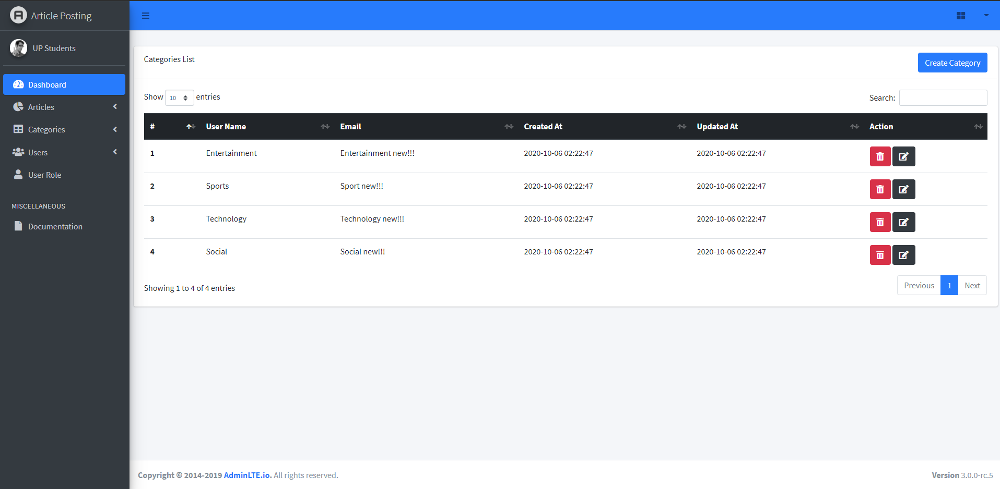 Article Posting
UP Students
Dashboard
Articles
Categories
Users
User Role
MISCELLANEOUS
Documentation
Categories List
Create Category
Show 10 entries
Search:
# User Name Email Created At Updated At Action
1 Entertainment Entertainment new!!! 2020-10-06 02:22:47 2020-10-06 02:22:47
2 Sports Sport new!!! 2020-10-06 02:22:47 2020-10-06 02:22:47
3 Technology Technology new!!! 2020-10-06 02:22:47 2020-10-06 02:22:47
4 Social Social new!!! 2020-10-06 02:22:47 2020-10-06 02:22:47
Showing 1 to 4 of 4 entries
Previous 1 Next
Copyright © 2014-2019 AdminLTE.io. All rights reserved.
Version 3.0.0-rc.5